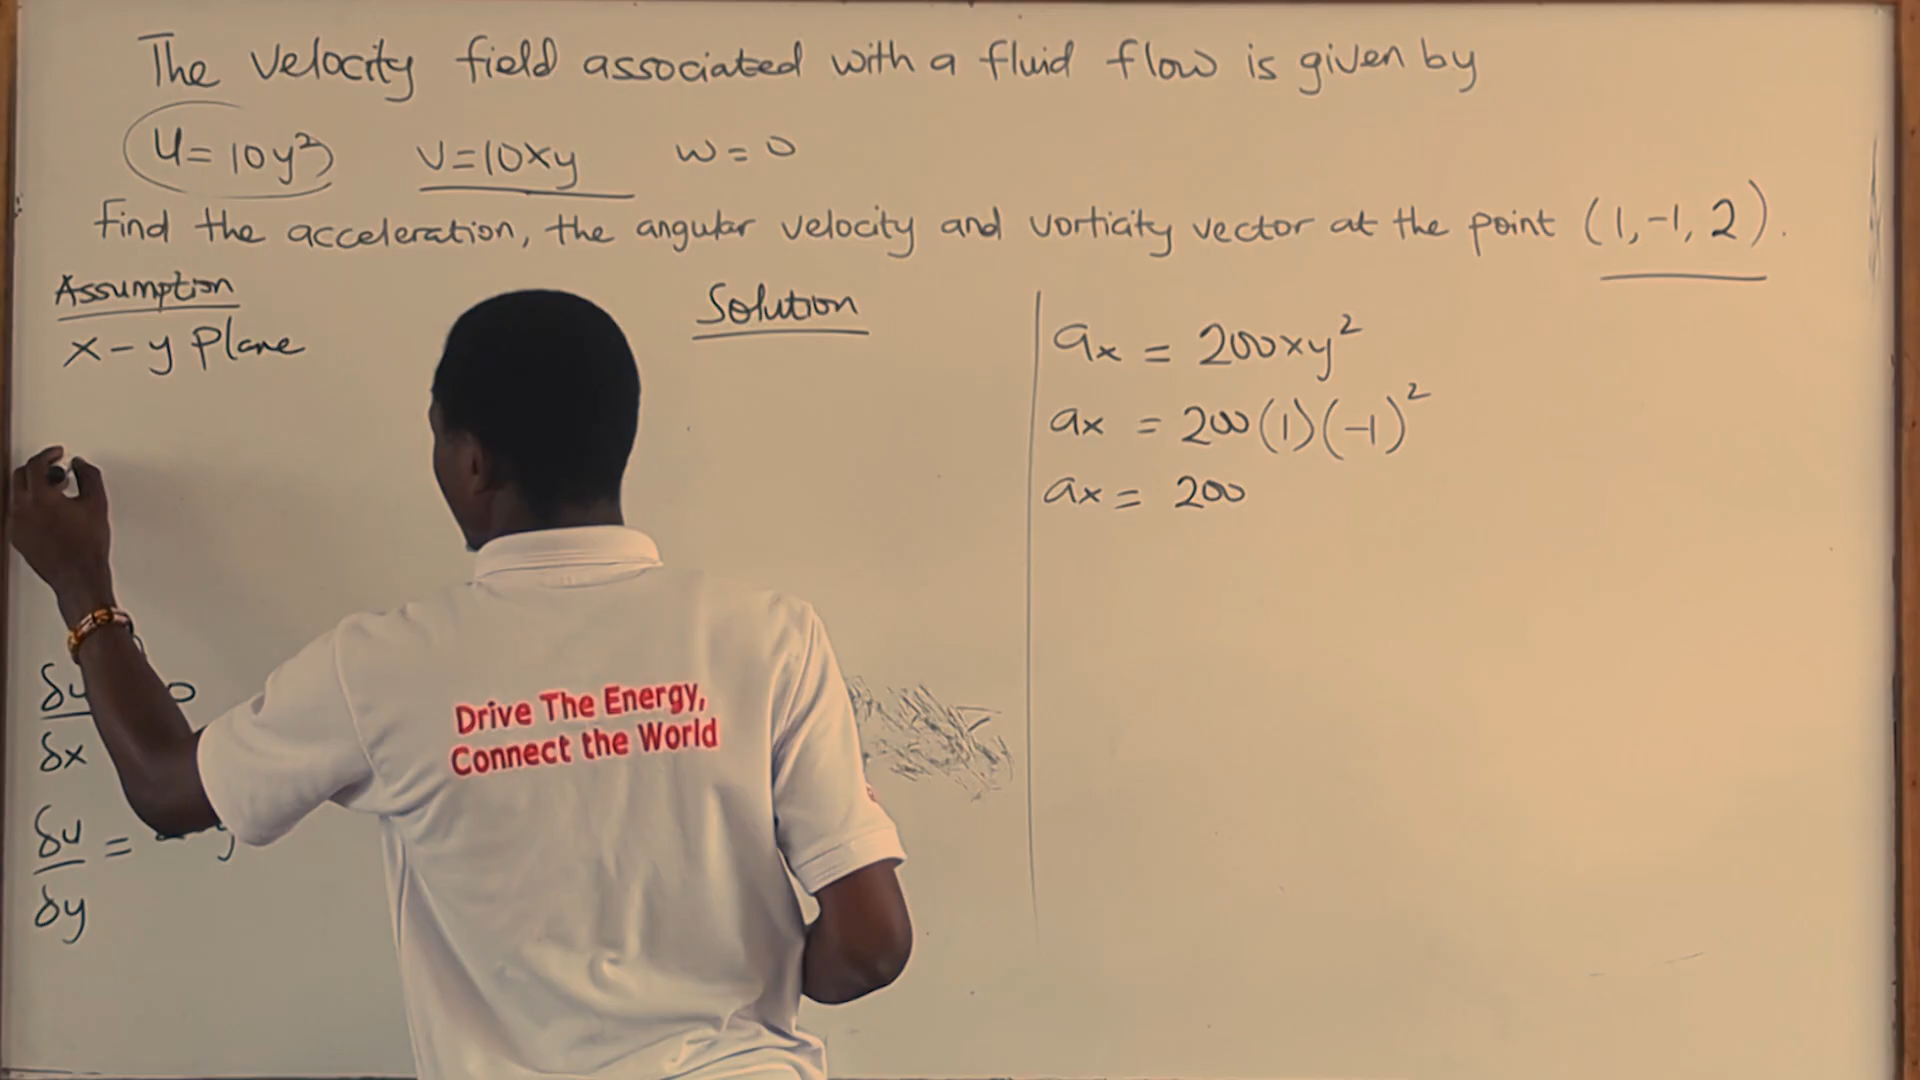 The velocity field associated with a fluid flow is given by
u = 10y² v = 10xy w = 0
Find the acceleration, the angular velocity and vorticity vector at the point (1, -1, 2).
Assumption
x - y Plane
Solution
δu
δx
δu =
δy
ax = 200xy²
ax = 200(1)(-1)²
ax = 200
Drive The Energy,
Connect the World